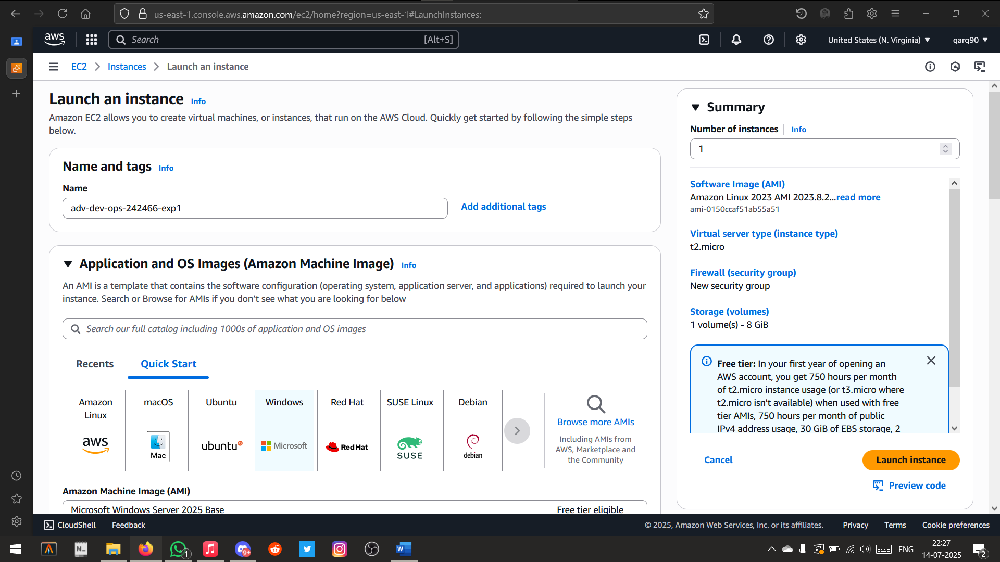 us-east-1.console.aws.amazon.com/ec2/home?region=us-east-1#LaunchInstances:
aws
Search
[Alt+S]
United States (N. Virginia)
qarq90
EC2
Instances
Launch an instance
Launch an instance
Info
Amazon EC2 allows you to create virtual machines, or instances, that run on the AWS Cloud. Quickly get started by following the simple steps
below.
Name and tags
Info
Name
adv-dev-ops-242466-exp1
Add additional tags
Application and OS Images (Amazon Machine Image)
Info
An AMI is a template that contains the software configuration (operating system, application server, and applications) required to launch your
instance. Search or Browse for AMIs if you don’t see what you are looking for below
Search our full catalog including 1000s of application and OS images
Recents
Quick Start
Amazon
Linux
aws
macOS
Mac
Ubuntu
ubuntu
Windows
Microsoft
Red Hat
Red Hat
SUSE Linux
SUSE
Debian
debian
Browse more AMIs
Including AMIs from
AWS, Marketplace and
the Community
Amazon Machine Image (AMI)
Microsoft Windows Server 2025 Base
Free tier eligible
Summary
Number of instances
Info
1
Software Image (AMI)
Amazon Linux 2023 AMI 2023.8.2...read more
ami-0150ccaf51ab55a51
Virtual server type (instance type)
t2.micro
Firewall (security group)
New security group
Storage (volumes)
1 volume(s) - 8 GiB
Free tier: In your first year of opening an
AWS account, you get 750 hours per month
of t2.micro instance usage (or t3.micro where
t2.micro isn't available) when used with free
tier AMIs, 750 hours per month of public
IPv4 address usage, 30 GiB of EBS storage, 2
Cancel
Launch instance
Preview code
CloudShell
Feedback
© 2025, Amazon Web Services, Inc. or its affiliates.
Privacy
Terms
Cookie preferences
N..
1
9+
W
ENG
22:27
14-07-2025
2